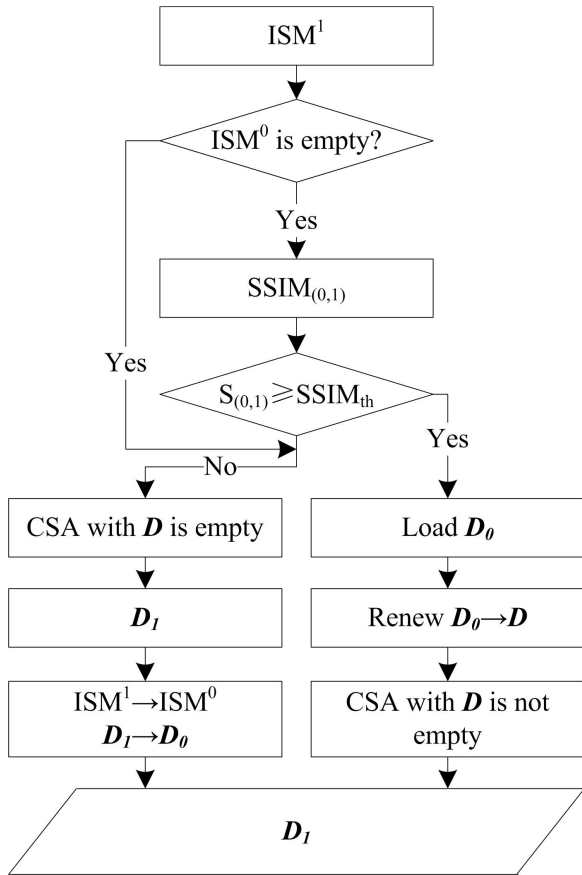 ISM¹
ISM⁰ is empty?
Yes
SSIM₍₀,₁₎
Yes
S₍₀,₁₎⩾SSIMₜₕ
Yes
No
CSA with D is empty
Load D₀
D₁
Renew D₀→D
ISM¹→ISM⁰
D₁→D₀
CSA with D is not
empty
D₁